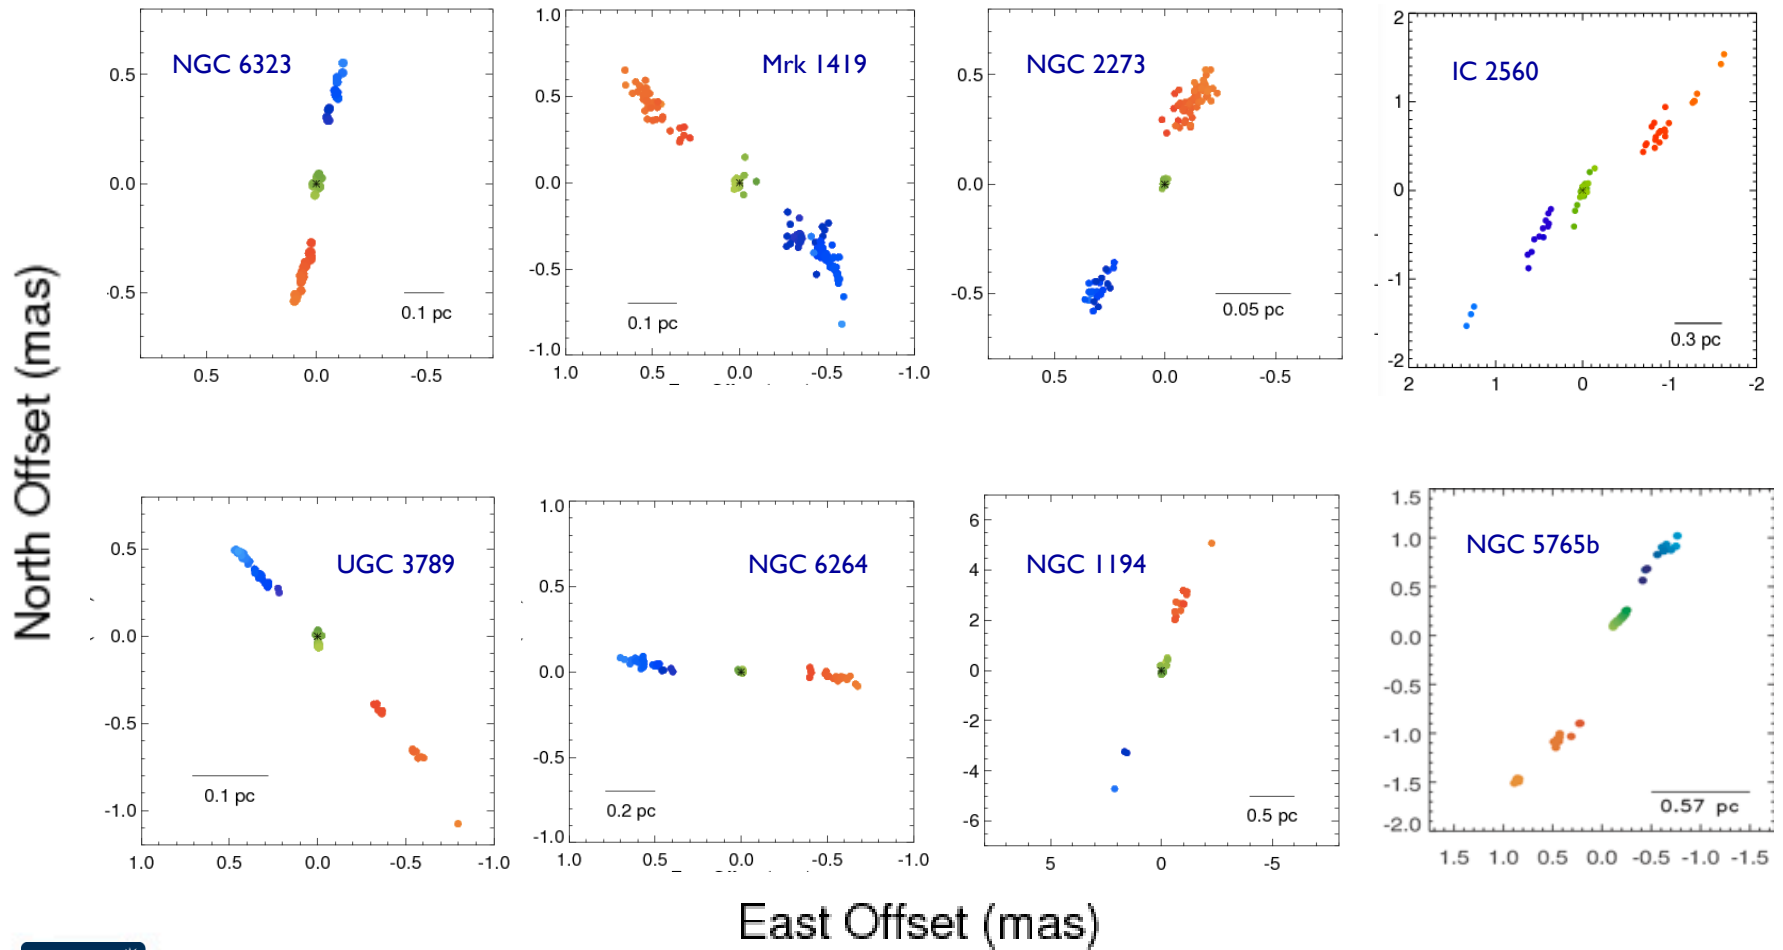 North Offset (mas)
NGC 6323
0.5
0.0
-0.5
0.1 pc
0.5 0.0 -0.5
Mrk 1419
1.0
0.5
0.0
-0.5
-1.0
0.1 pc
1.0 0.5 0.0 -0.5 -1.0
NGC 2273
0.5
0.0
-0.5
0.05 pc
0.5 0.0 -0.5
IC 2560
2
1
0
-1
-2
0.3 pc
2 1 0 -1 -2
UGC 3789
0.5
0.0
-0.5
-1.0
0.1 pc
1.0 0.5 0.0 -0.5 -1.0
NGC 6264
1.0
0.5
0.0
-0.5
-1.0
0.2 pc
1.0 0.5 0.0 -0.5 -1.0
NGC 1194
6
4
2
0
-2
-4
-6
0.5 pc
5 0 -5
NGC 5765b
1.5
1.0
0.5
0.0
-0.5
-1.0
-1.5
-2.0
0.57 pc
1.5 1.0 0.5 0.0 -0.5 -1.0 -1.5
East Offset (mas)